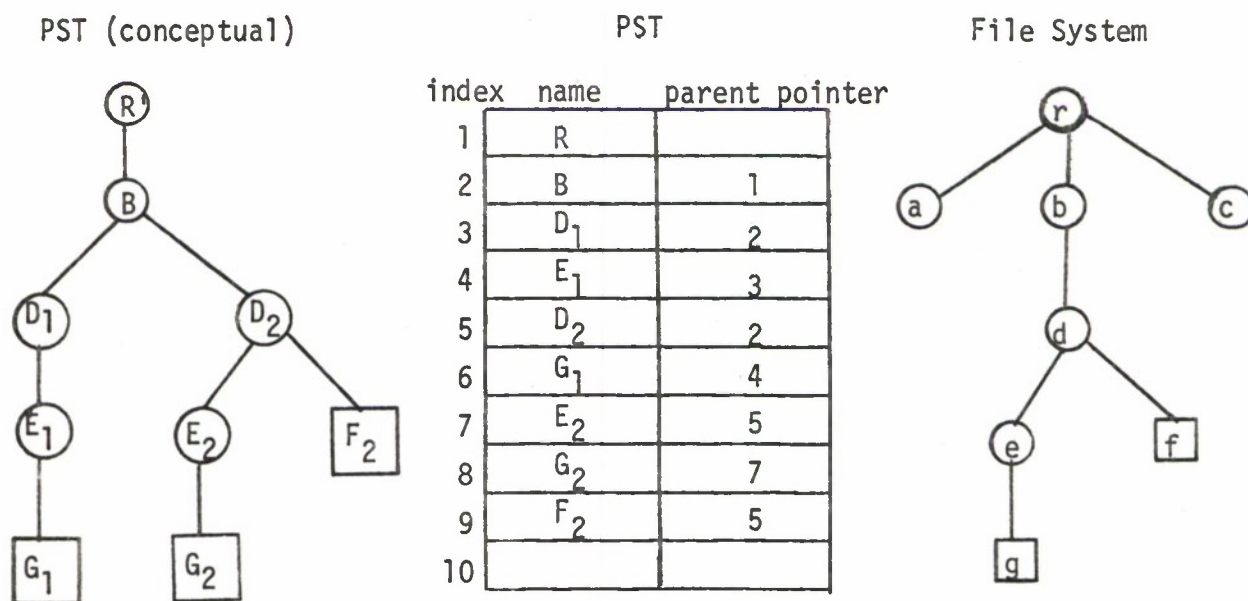 PST (conceptual)
R'
B
D1
D2
E1
E2
F2
G1
G2
PST
index name parent pointer
1 R
2 B 1
3 D1 2
4 E1 3
5 D2 2
6 G1 4
7 E2 5
8 G2 7
9 F2 5
10
File System
r
a
b
c
d
e
f
g